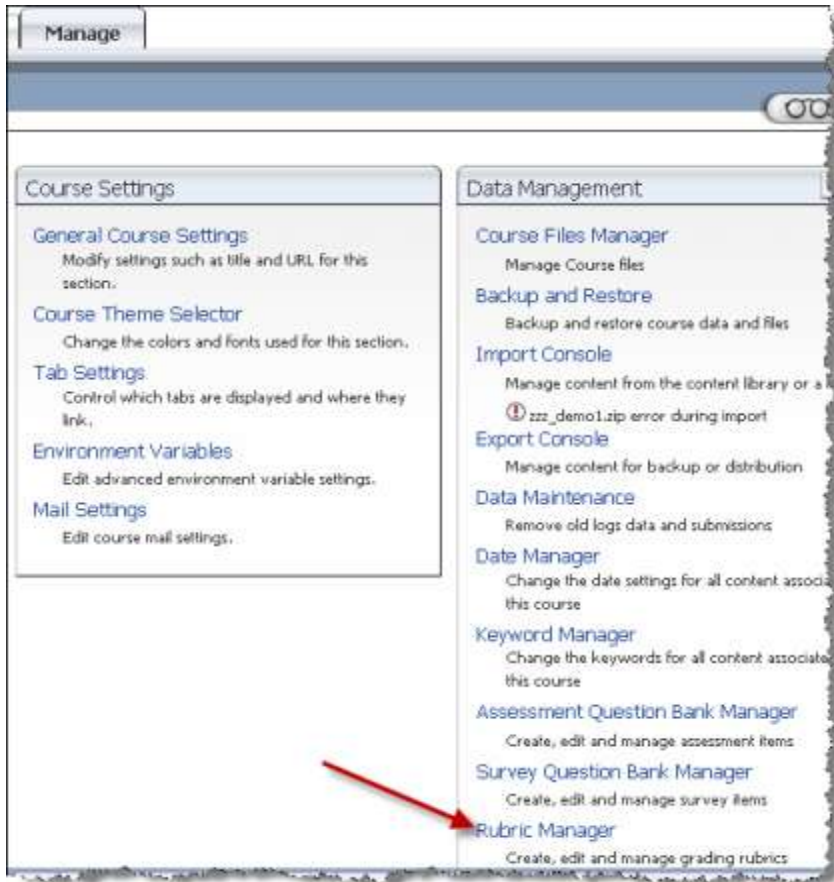 Manage
Course Settings
General Course Settings
Modify settings such as title and URL for this
section.
Course Theme Selector
Change the colors and fonts used for this section.
Tab Settings
Control which tabs are displayed and where they
link.
Environment Variables
Edit advanced environment variable settings.
Mail Settings
Edit course mail settings.
Data Management
Course Files Manager
Manage Course files
Backup and Restore
Backup and restore course data and files
Import Console
Manage content from the content library or a
zzz_demo1.zip error during import
Export Console
Manage content for backup or distribution
Data Maintenance
Remove old logs data and submissions
Date Manager
Change the date settings for all content
this course
Keyword Manager
Change the keywords for all content
this course
Assessment Question Bank Manager
Create, edit and manage assessment items
Survey Question Bank Manager
Create, edit and manage survey items
Rubric Manager
Create, edit and manage grading rubrics